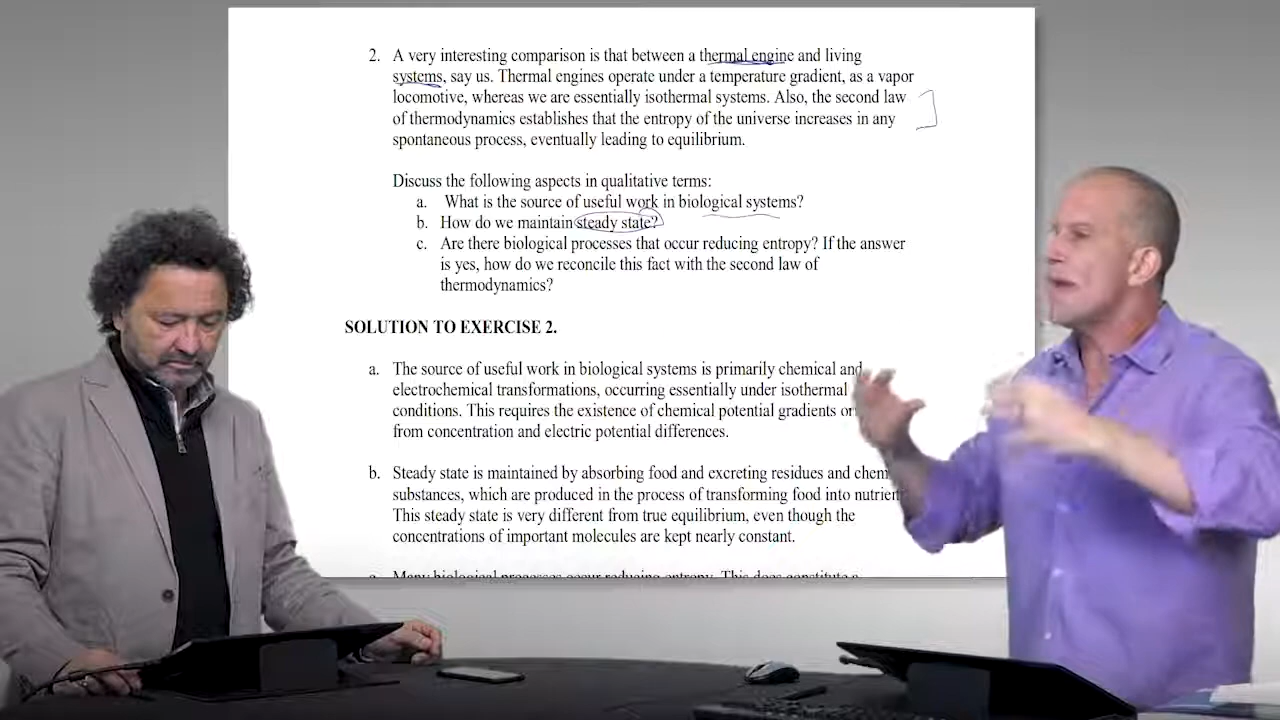 2. A very interesting comparison is that between a thermal engine and living
systems, say us. Thermal engines operate under a temperature gradient, as a vapor
locomotive, whereas we are essentially isothermal systems. Also, the second law
of thermodynamics establishes that the entropy of the universe increases in any
spontaneous process, eventually leading to equilibrium.
Discuss the following aspects in qualitative terms:
a. What is the source of useful work in biological systems?
b. How do we maintain steady state?
c. Are there biological processes that occur reducing entropy? If the answer
is yes, how do we reconcile this fact with the second law of
thermodynamics?
SOLUTION TO EXERCISE 2.
a. The source of useful work in biological systems is primarily chemical and
electrochemical transformations, occurring essentially under isothermal
conditions. This requires the existence of chemical potential gradients
from concentration and electric potential differences.
b. Steady state is maintained by absorbing food and excreting residues and
substances, which are produced in the process of transforming food into
This steady state is very different from true equilibrium, even though the
concentrations of important molecules are kept nearly constant.
Many biological processes occur reducing entropy. This does constitute a